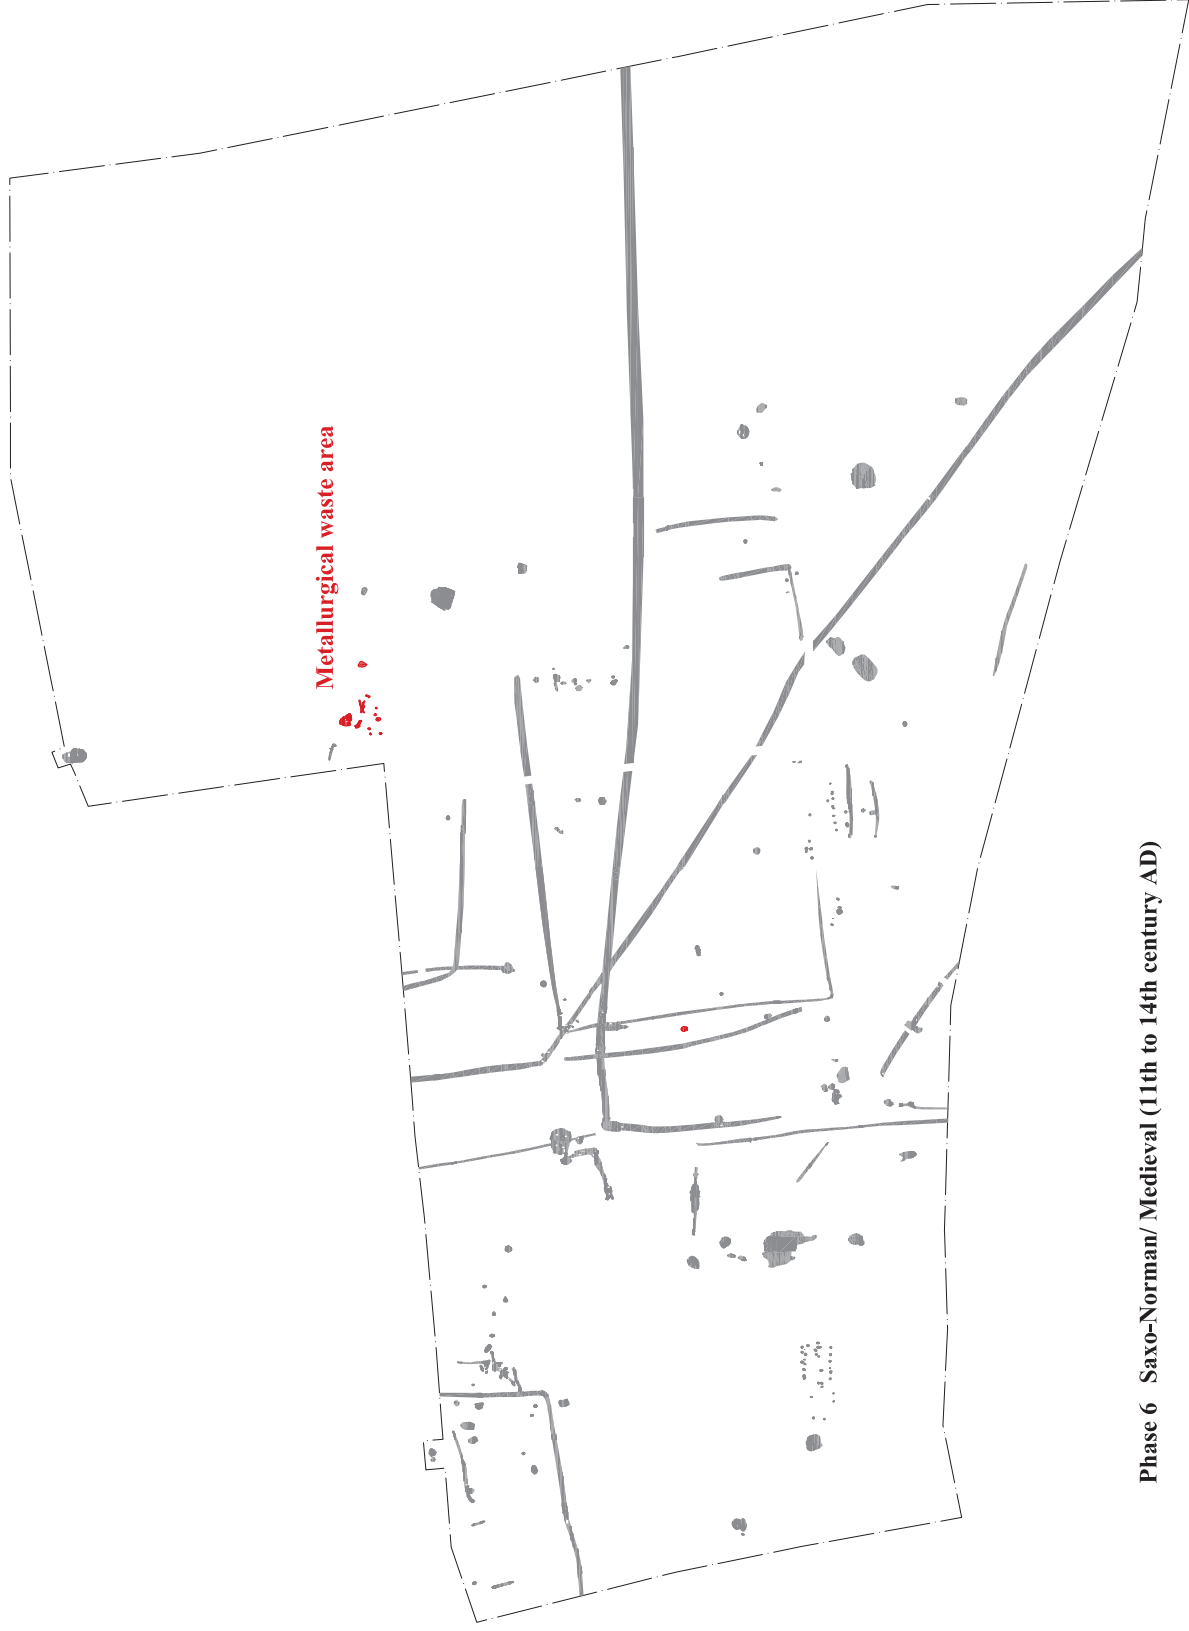 Metallurgical waste area
Phase 6 Saxo-Norman/ Medieval (11th to 14th century AD)